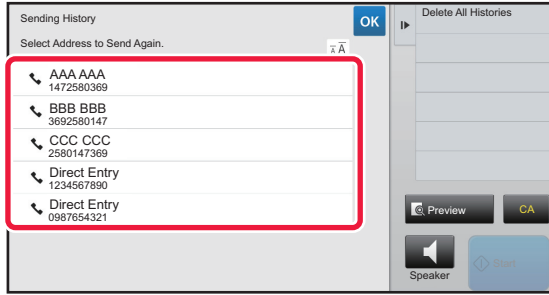 Sending History
OK
Delete All Histories
Select Address to Send Again.
A A
AAA AAA
1472580369
BBB BBB
3692580147
CCC CCC
2580147369
Direct Entry
1234567890
Direct Entry
0987654321
Preview
CA
Speaker
Start